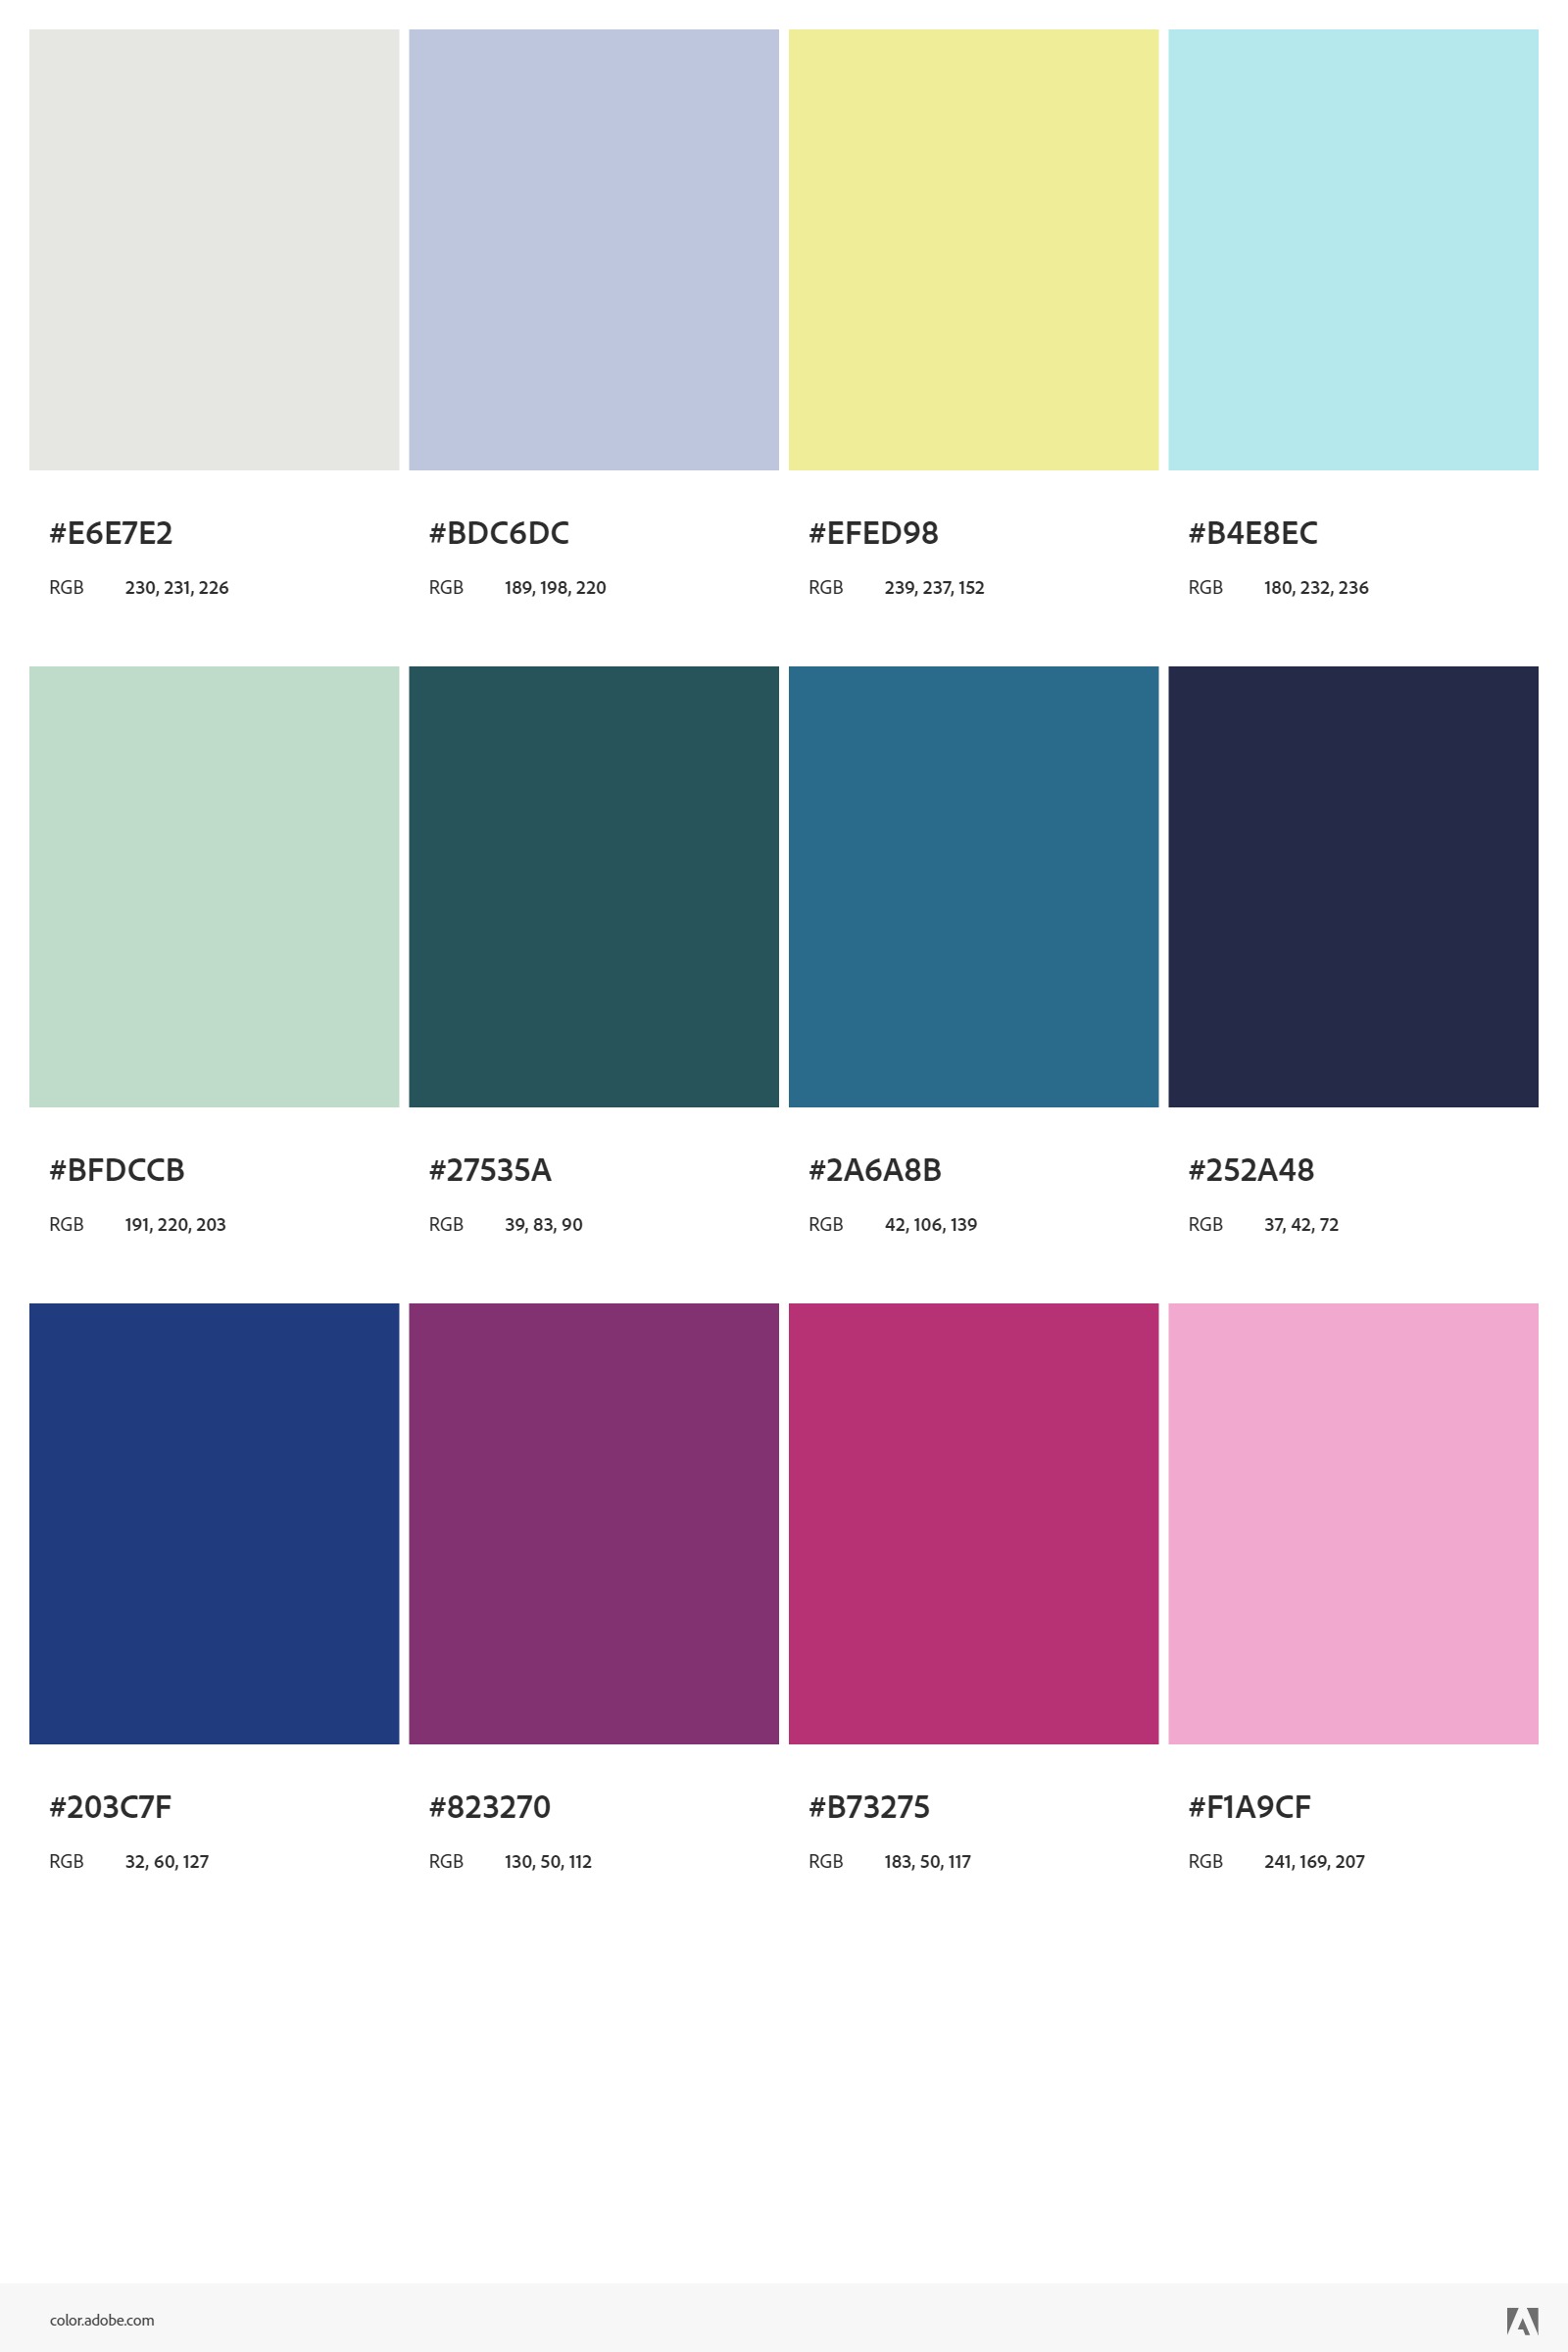 #E6E7E2 #BDC6DC #EFED98 #B4E8EC
RGB 230, 231, 226 RGB 189, 198, 220 RGB 239, 237, 152 RGB 180, 232, 236
#BFDCCB #27535A #2A6A8B #252A48
RGB 191, 220, 203 RGB 39, 83, 90 RGB 42, 106, 139 RGB 37, 42, 72
#203C7F #823270 #B73275 #F1A9CF
RGB 32, 60, 127 RGB 130, 50, 112 RGB 183, 50, 117 RGB 241, 169, 207
color.adobe.com